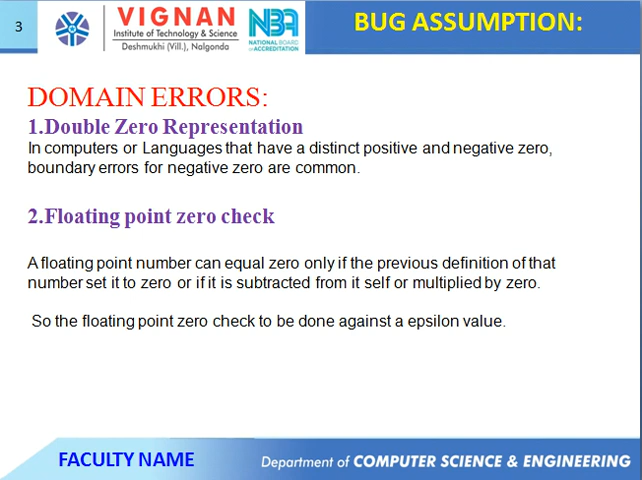 3
VIGNAN
Institute of Technology & Science
Deshmukhi (Vill.), Nalgonda
NBA
NATIONAL BOARD
of ACCREDITATION
BUG ASSUMPTION:
DOMAIN ERRORS:
1.Double Zero Representation
In computers or Languages that have a distinct positive and negative zero,
boundary errors for negative zero are common.
2.Floating point zero check
A floating point number can equal zero only if the previous definition of that
number set it to zero or if it is subtracted from it self or multiplied by zero.
So the floating point zero check to be done against a epsilon value.
FACULTY NAME
Department of COMPUTER SCIENCE & ENGINEERING